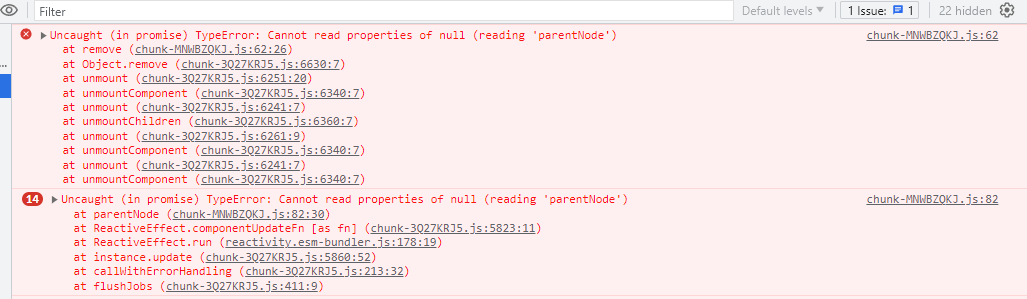 Filter
Default levels
1 Issue: 1
22 hidden
Uncaught (in promise) TypeError: Cannot read properties of null (reading 'parentNode') chunk-MNWBZQKJ.js:62
at remove (chunk-MNWBZQKJ.js:62:26)
at Object.remove (chunk-3Q27KRJ5.js:6630:7)
at unmount (chunk-3Q27KRJ5.js:6251:20)
at unmountComponent (chunk-3Q27KRJ5.js:6340:7)
at unmount (chunk-3Q27KRJ5.js:6241:7)
at unmountChildren (chunk-3Q27KRJ5.js:6360:7)
at unmount (chunk-3Q27KRJ5.js:6261:9)
at unmountComponent (chunk-3Q27KRJ5.js:6340:7)
at unmount (chunk-3Q27KRJ5.js:6241:7)
at unmountComponent (chunk-3Q27KRJ5.js:6340:7)
14 Uncaught (in promise) TypeError: Cannot read properties of null (reading 'parentNode') chunk-MNWBZQKJ.js:82
at parentNode (chunk-MNWBZQKJ.js:82:30)
at ReactiveEffect.componentUpdateFn [as fn] (chunk-3Q27KRJ5.js:5823:11)
at ReactiveEffect.run (reactivity.esm-bundler.js:178:19)
at instance.update (chunk-3Q27KRJ5.js:5860:52)
at callWithErrorHandling (chunk-3Q27KRJ5.js:213:32)
at flushJobs (chunk-3Q27KRJ5.js:411:9)